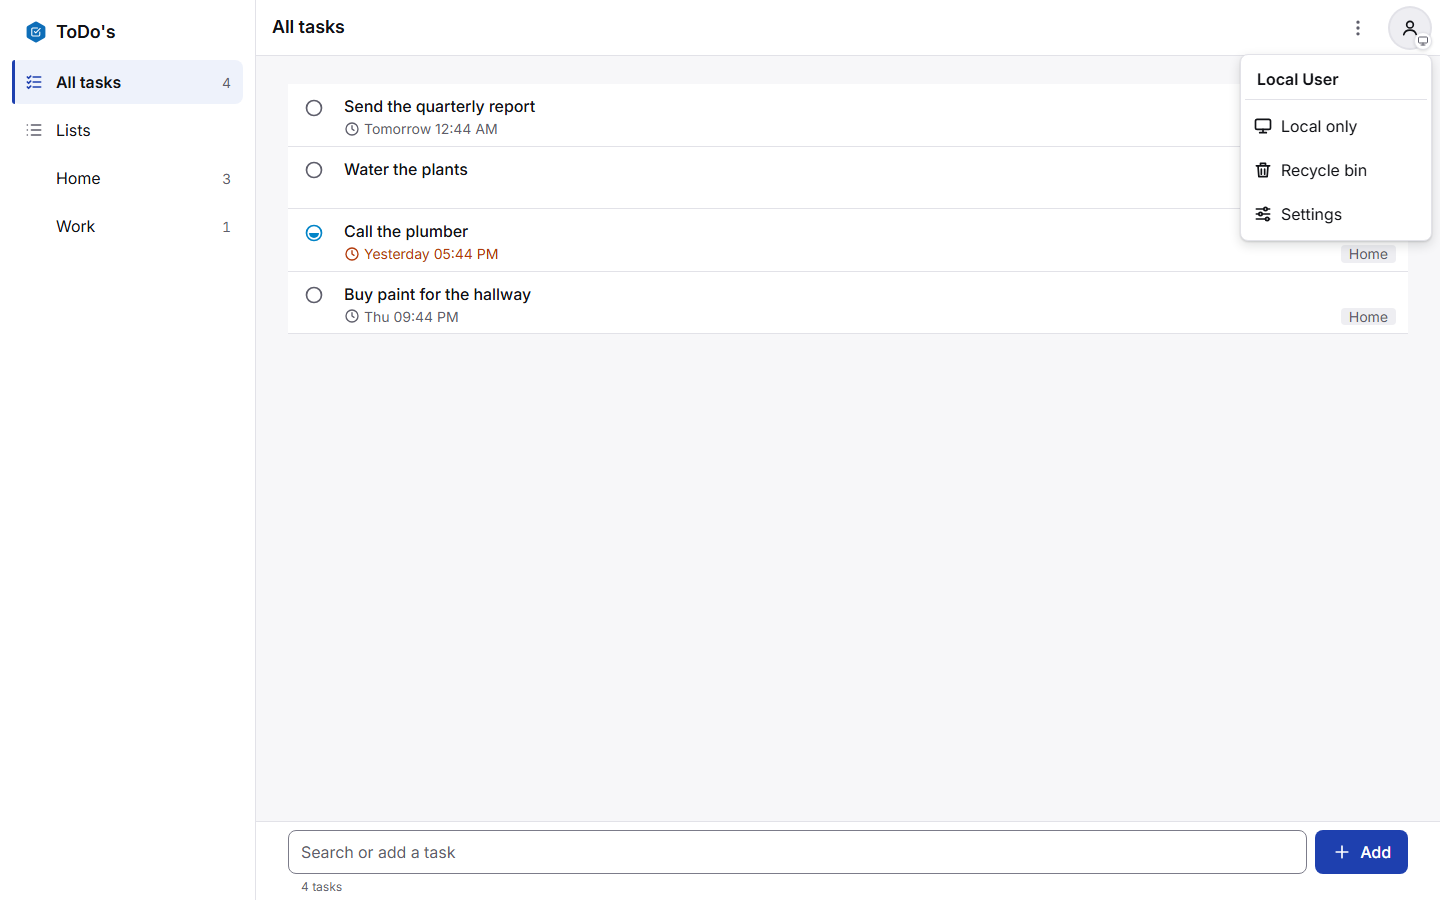 ToDo's
All tasks 4
Lists
Home 3
Work 1
All tasks
Local User
Local only
Recycle bin
Settings
Send the quarterly report
Tomorrow 12:44 AM
Water the plants
Call the plumber
Yesterday 05:44 PM
Home
Buy paint for the hallway
Thu 09:44 PM
Home
Search or add a task
Add
4 tasks